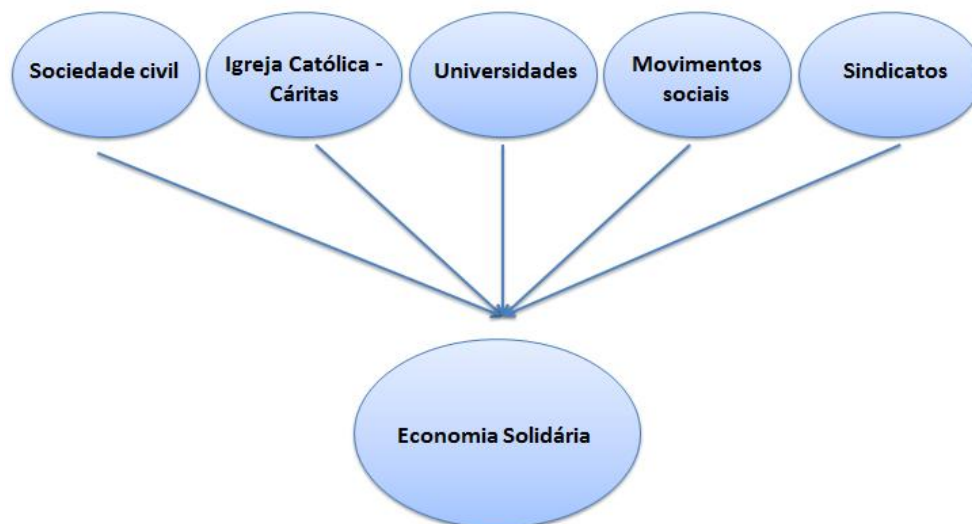 Sociedade civil
Igreja Católica -
Cáritas
Universidades
Movimentos
sociais
Sindicatos
Economia Solidária